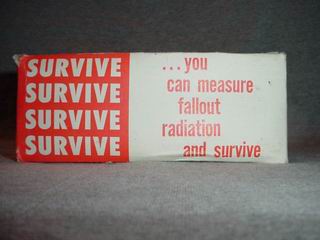 SURVIVE
SURVIVE
SURVIVE
SURVIVE
...you
can measure
fallout
radiation
and survive